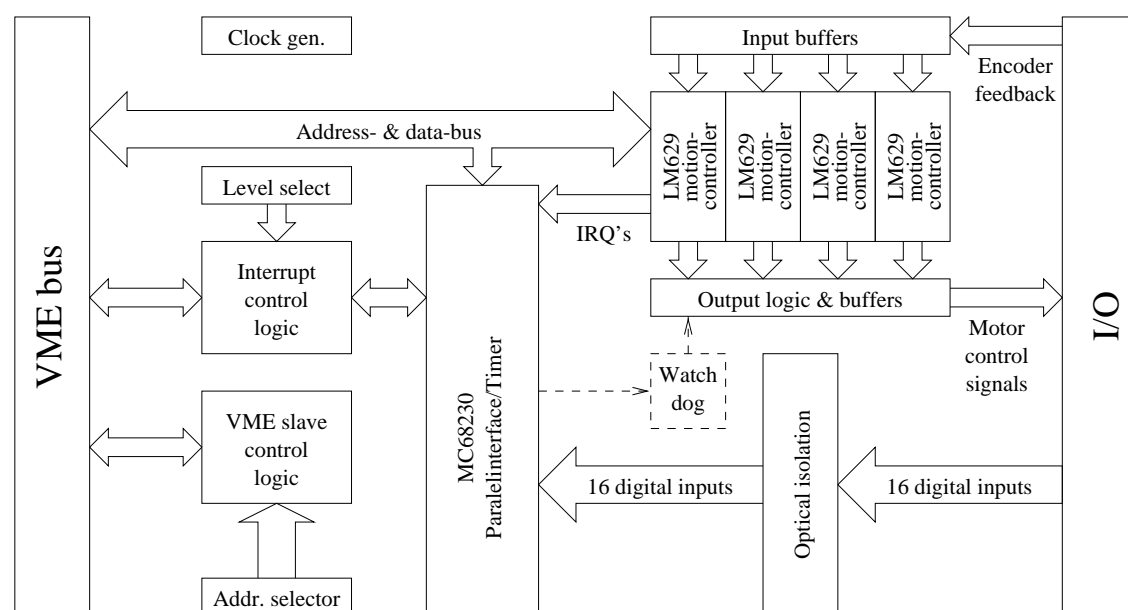 Clock gen.
Input buffers
Encoder
feedback
Address- & data-bus
LM629
motion-
controller
LM629
motion-
controller
LM629
motion-
controller
LM629
motion-
controller
Level select
IRQ's
VME bus
Interrupt
control
logic
MC68230
Paralelinterface/Timer
Output logic & buffers
I/O
Motor
control
signals
Watch
dog
VME slave
control
logic
Optical isolation
16 digital inputs
16 digital inputs
Addr. selector